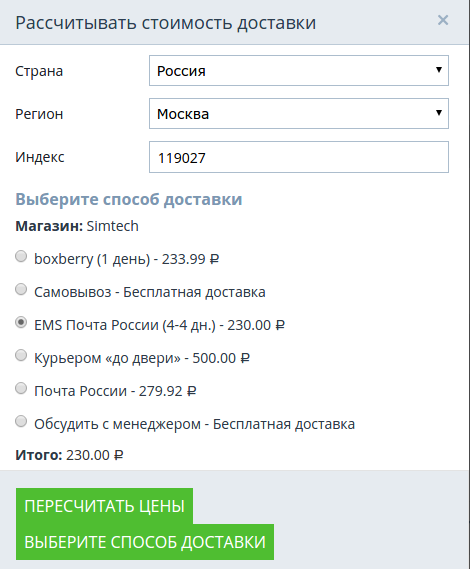 Рассчитывать стоимость доставки ×
Страна Россия
Регион Москва
Индекс 119027
Выберите способ доставки
Магазин: Simtech
boxberry (1 день) - 233.99 ₽
Самовывоз - Бесплатная доставка
EMS Почта России (4-4 дн.) - 230.00 ₽
Курьером «до двери» - 500.00 ₽
Почта России - 279.92 ₽
Обсудить с менеджером - Бесплатная доставка
Итого: 230.00 ₽
ПЕРЕСЧИТАТЬ ЦЕНЫ
ВЫБЕРИТЕ СПОСОБ ДОСТАВКИ